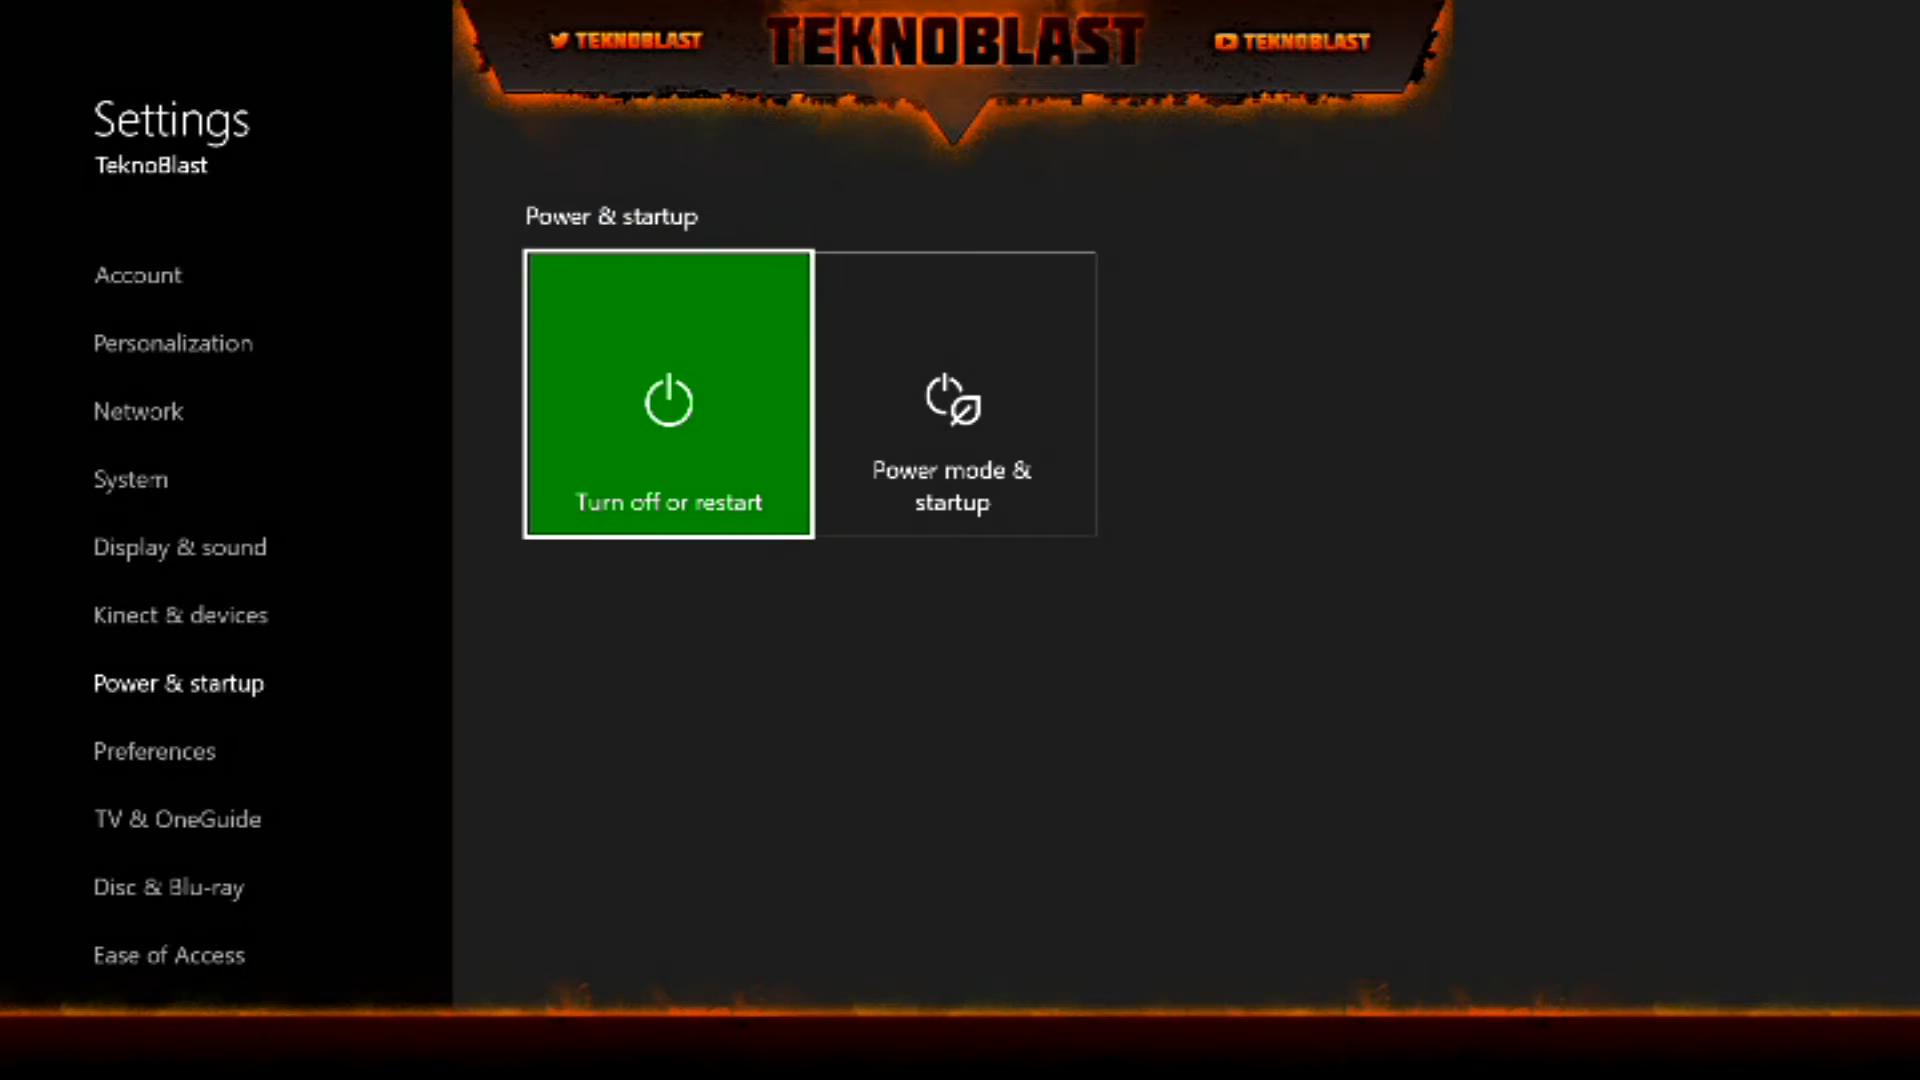 TEKNOBLAST
TEKNOBLAST
TEKNOBLAST
Settings
TeknoBlast
Account
Personalization
Network
System
Display & sound
Kinect & devices
Power & startup
Preferences
TV & OneGuide
Disc & Blu-ray
Ease of Access
Power & startup
Turn off or restart
Power mode &
startup